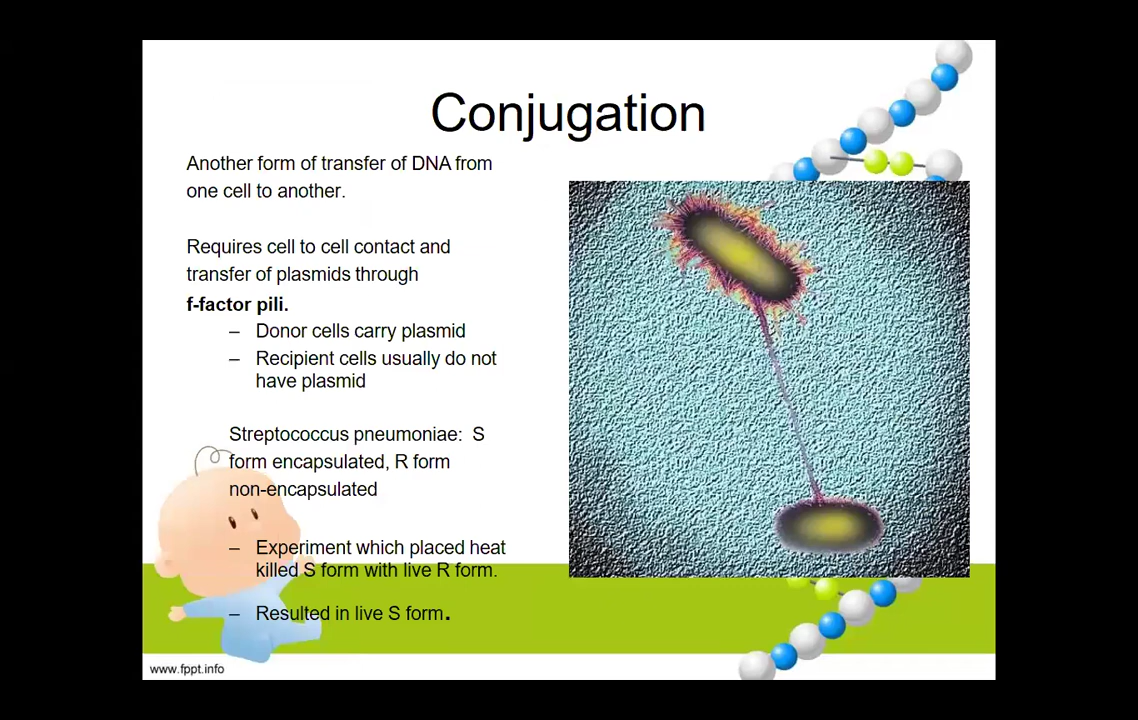 Conjugation
Another form of transfer of DNA from
one cell to another.
Requires cell to cell contact and
transfer of plasmids through
f-factor pili.
– Donor cells carry plasmid
– Recipient cells usually do not
have plasmid
Streptococcus pneumoniae: S
form encapsulated, R form
non-encapsulated
– Experiment which placed heat
killed S form with live R form.
– Resulted in live S form.
www.fppt.info